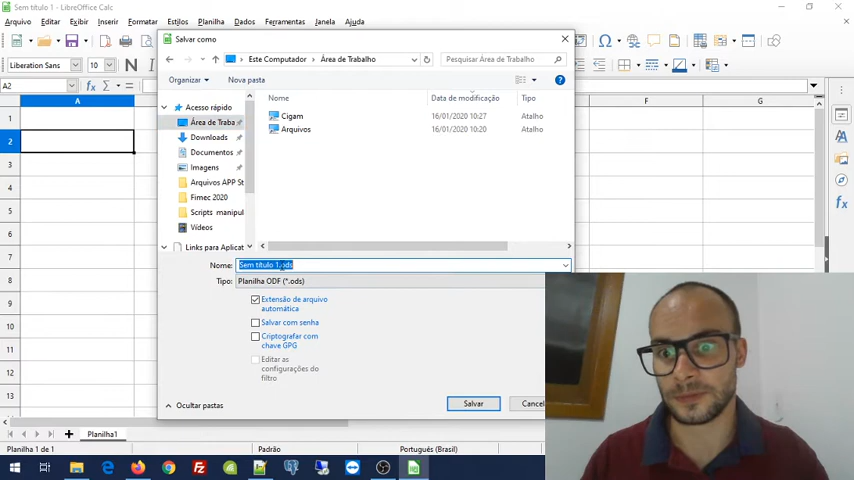 Sem título 1 - LibreOffice Calc
Arquivo Editar Exibir Inserir Formatar Estilos Planilha Dados Ferramentas Janela Ajuda
Liberation Sans 10 N I
A2
A F G
1
2
3
4
5
6
7
8
9
10
11
12
13
Salvar como
Este Computador Área de Trabalho
Pesquisar Área de Trabalho
Organizar Nova pasta
Nome Data de modificação Tipo
Acesso rápido
Área de Traba
Downloads
Documentos
Imagens
Arquivos APP St
Fimec 2020
Scripts manipul
Vídeos
Links para Aplicat
Cigam 16/01/2020 10:27 Atalho
Arquivos 16/01/2020 10:20 Atalho
Nome: Sem título 1.ods
Tipo: Planilha ODF (*.ods)
Extensão de arquivo
automática
Salvar com senha
Criptografar com
chave GPG
Editar as
configurações do
filtro
Ocultar pastas
Salvar Cancel
Planilha1
Planilha 1 de 1 Padrão Português (Brasil)